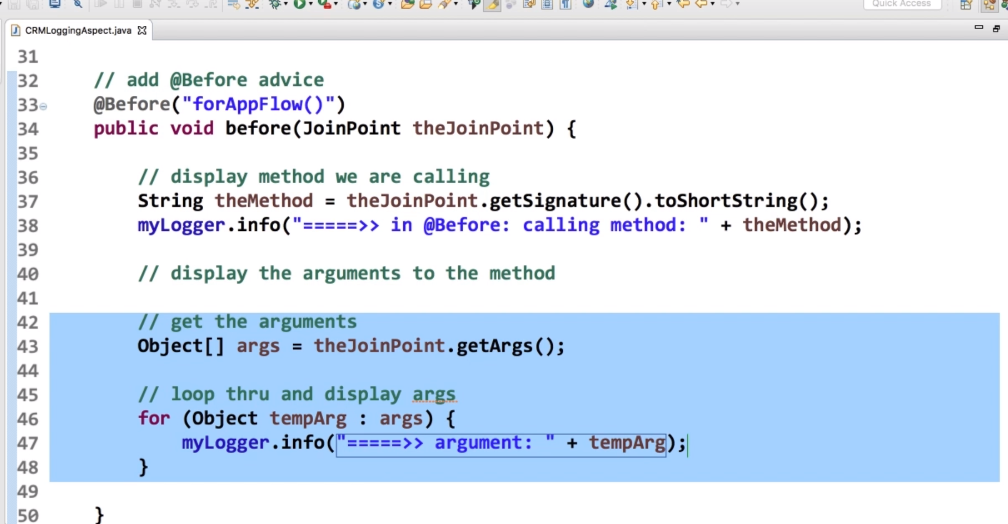 Quick Access
CRMLoggingAspect.java
31
32 // add @Before advice
33 @Before("forAppFlow()")
34 public void before(JoinPoint theJoinPoint) {
35
36 // display method we are calling
37 String theMethod = theJoinPoint.getSignature().toShortString();
38 myLogger.info("=====>> in @Before: calling method: " + theMethod);
39
40 // display the arguments to the method
41
42 // get the arguments
43 Object[] args = theJoinPoint.getArgs();
44
45 // loop thru and display args
46 for (Object tempArg : args) {
47 myLogger.info("=====>> argument: " + tempArg);
48 }
49
50 }